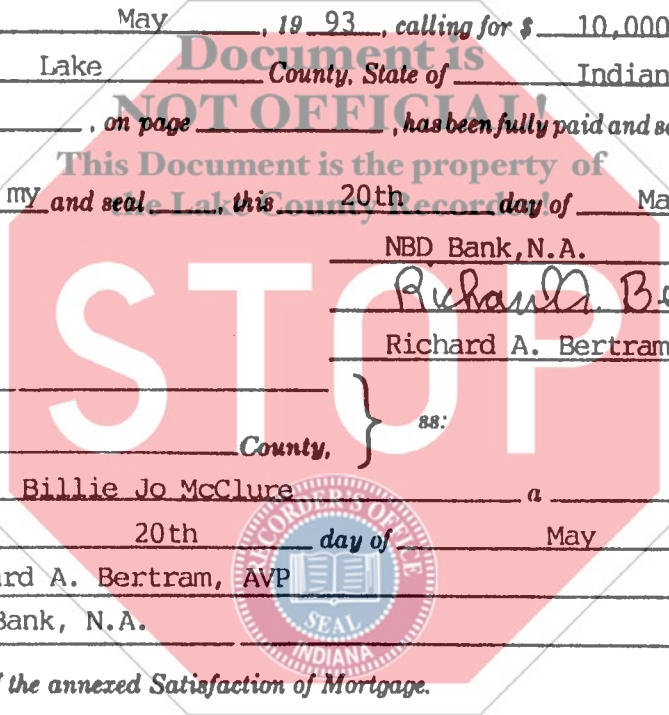 May , 19 93 , calling for $ 10,000
Document is
Lake County, State of Indian
NOT OFFICIAL!
, on page , has been fully paid and s
This Document is the property of
the Lake County Recorder!
my and seal , this 20th day of Ma
NBD Bank, N.A.
Richard A. B
Richard A. Bertram
STOP
ss:
County,
Billie Jo McClure a
20th day of May
rd A. Bertram, AVP
Bank, N.A.
RECORDER'S OFFICE
SEAL
INDIANA
the annexed Satisfaction of Mortgage.